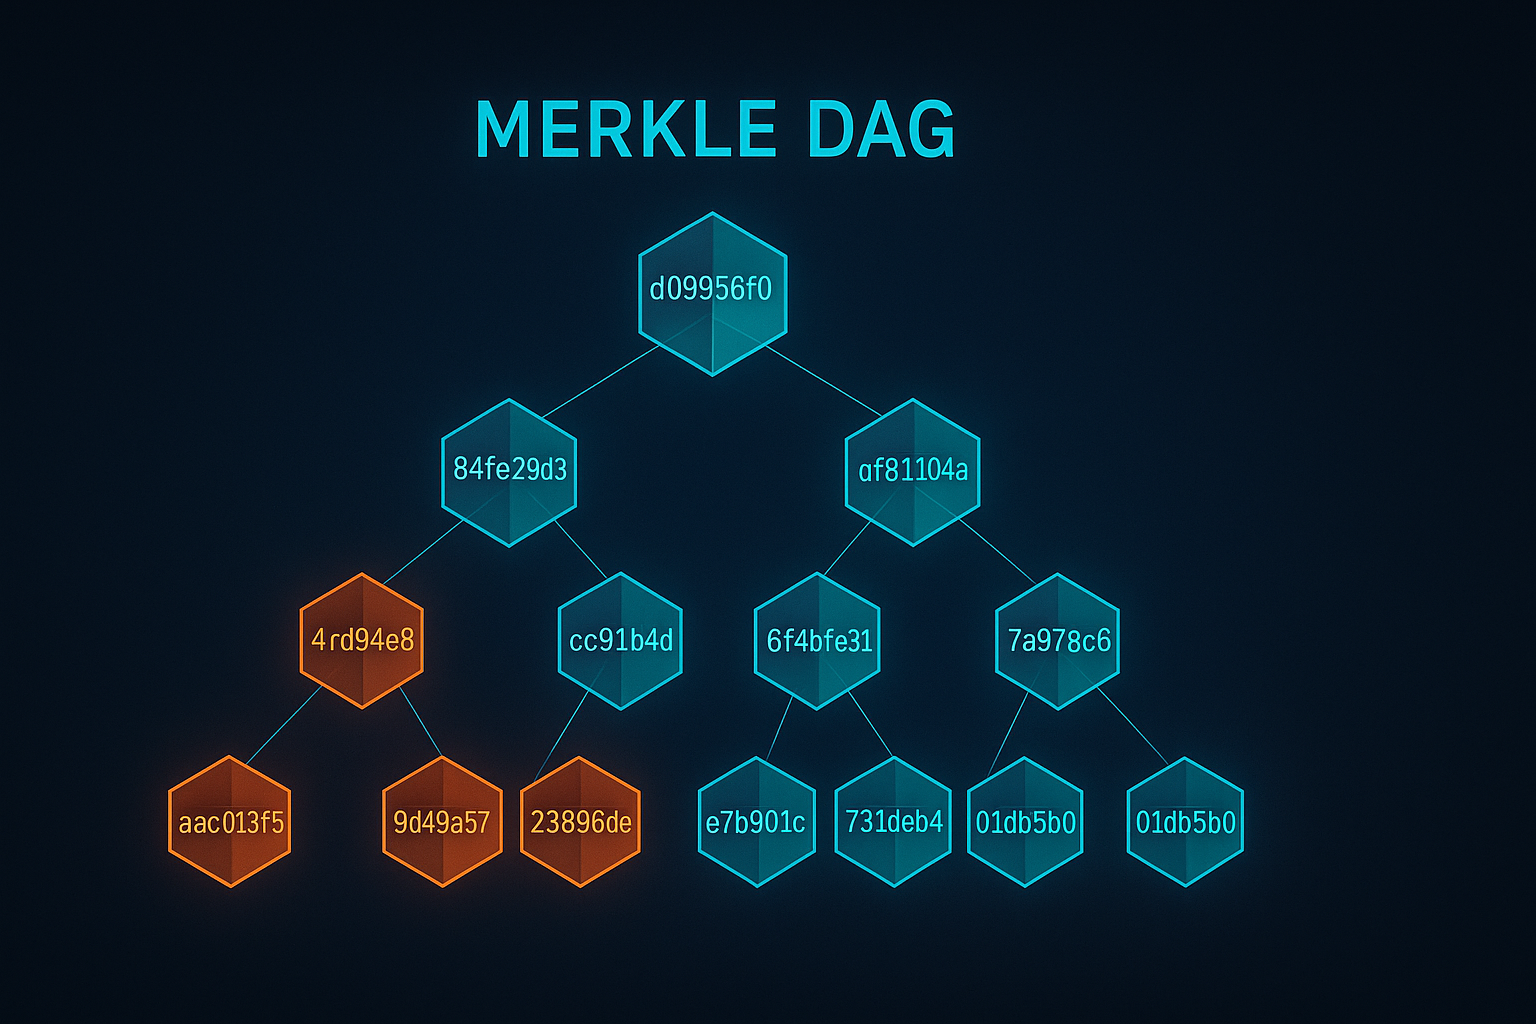 MERKLE DAG
d09956f0
84fe29d3
af81104a
4rd94e8
cc91b4d
6f4bfe31
7a978c6
aac013f5
9d49a57
23896de
e7b901c
731deb4
01db5b0
01db5b0